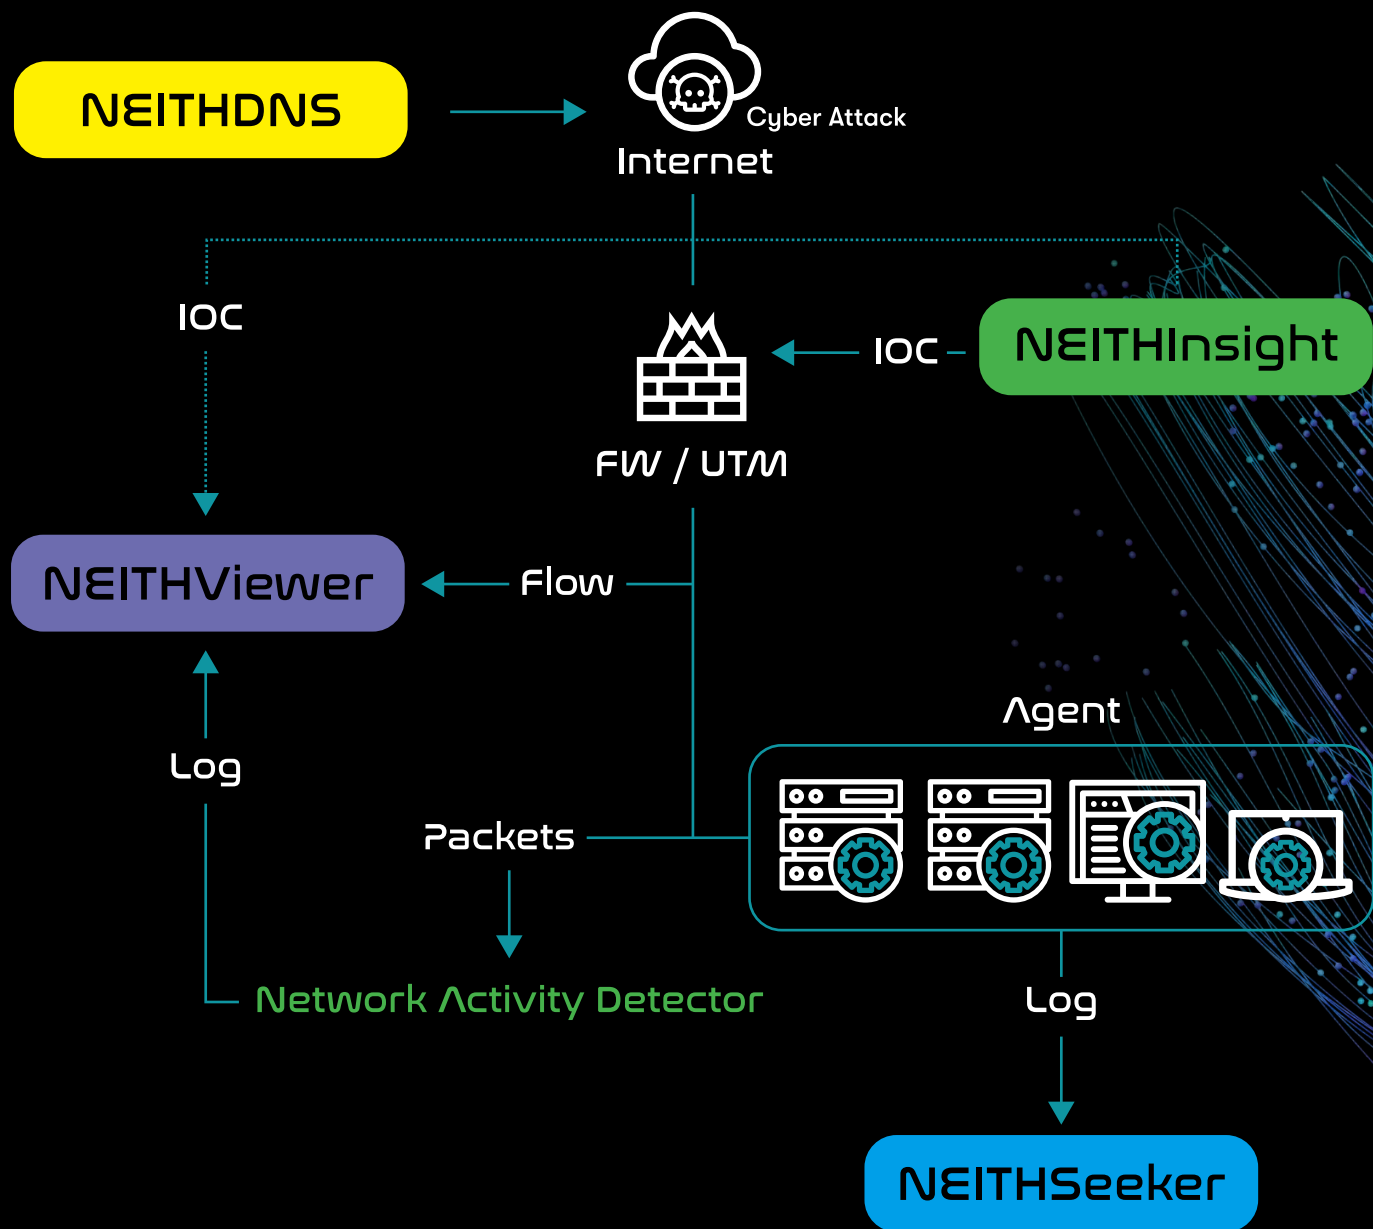 NEITHDNS
Cyber Attack
Internet
IOC
IOC
NEITHInsight
FW / UTM
NEITHViewer
Flow
Agent
Log
Packets
Network Activity Detector
Log
NEITHSeeker